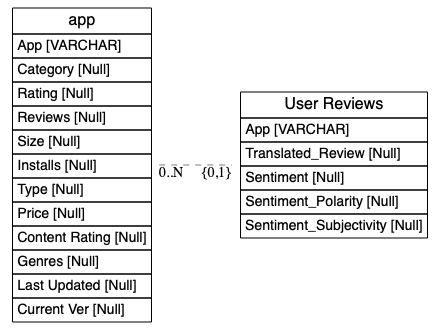 app
App [VARCHAR]
Category [Null]
Rating [Null]
Reviews [Null]
Size [Null]
Installs [Null]
Type [Null]
Price [Null]
Content Rating [Null]
Genres [Null]
Last Updated [Null]
Current Ver [Null]
0..N {0,1}
User Reviews
App [VARCHAR]
Translated_Review [Null]
Sentiment [Null]
Sentiment_Polarity [Null]
Sentiment_Subjectivity [Null]